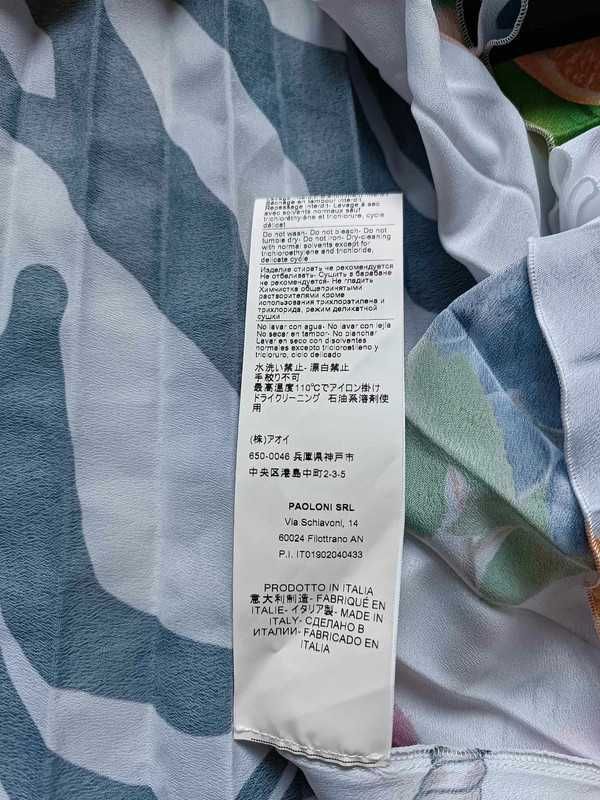 séchage en tambour interdit
Repassage interdit- Lavage à sec
avec solvants normaux sauf
trichloréthylène et trichlorure, cycle
délicat
Do not wash- Do not bleach- Do not
tumble dry- Do not iron- Dry-cleaning
with normal solvents except for
trichloroethylene and trichloride,
delicate cycle
Изделие стирать не рекомендуется
Не отбеливать- Сушить в барабане
не рекомендуется- Не гладить
Химчистка общепринятыми
растворителями кроме
использования трихлорэтилена и
трихлорида, режим деликатной
сушки
No lavar con agua- No lavar con lejía
No secar en tambor- No planchar
Lavar en seco con disolventes
normales excepto tricloroetileno y
tricloruro, ciclo delicado
水洗い禁止- 漂白禁止
手絞り不可
最高温度110℃でアイロン掛け
ドライクリーニング 石油系溶剤使
用
(株)アオイ
650-0046 兵庫県神戸市
中央区港島中町2-3-5
PAOLONI SRL
Via Schiavoni, 14
60024 Filottrano AN
P.I. IT01902040433
PRODOTTO IN ITALIA
意大利制造- FABRIQUÉ EN
ITALIE- イタリア製- MADE IN
ITALY- СДЕЛАНО В
ИТАЛИИ- FABRICADO EN
ITALIA